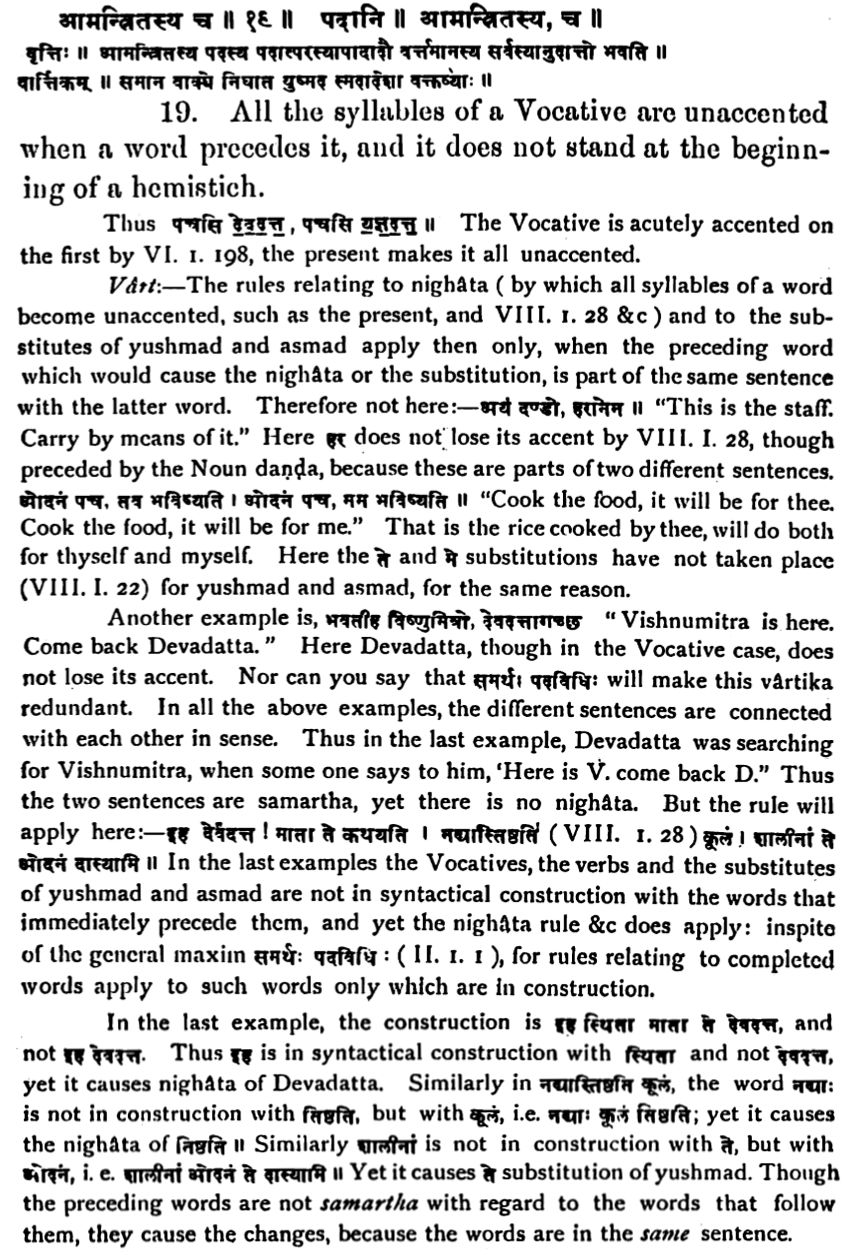 आमन्त्रितस्य च ॥ १९ ॥ पदानि ॥ आमन्त्रितस्य, च ॥
वृत्तिः ॥ आमन्त्रितस्य पदस्य पदात्परस्यापादादौ वर्त्तमानस्य सर्वस्यानुदात्तो भवति ॥
वार्त्तिकम् ॥ समान वाक्ये निघात युष्मद स्मदादेशा वक्तव्याः ॥
19. All the syllables of a Vocative are unaccented
when a word precedes it, and it does not stand at the beginn-
ing of a hemistich.
Thus पचसि दे॒व॒द॒त्त॒, पचसि य॒ज्ञ॒द॒त्त॒ ॥ The Vocative is acutely accented on
the first by VI. 1. 198, the present makes it all unaccented.
Vârt:—The rules relating to nighâta ( by which all syllables of a word
become unaccented, such as the present, and VIII. 1. 28 &c ) and to the sub-
stitutes of yushmad and asmad apply then only, when the preceding word
which would cause the nighâta or the substitution, is part of the same sentence
with the latter word. Therefore not here:—अयं दण्डो, हरानेन ॥ "This is the staff.
Carry by means of it." Here हर does not lose its accent by VIII. I. 28, though
preceded by the Noun daṇḍa, because these are parts of two different sentences.
ओदनं पच, तव भविष्यति । ओदनं पच, मम भविष्यति ॥ "Cook the food, it will be for thee.
Cook the food, it will be for me." That is the rice cooked by thee, will do both
for thyself and myself. Here the ते and मे substitutions have not taken place
(VIII. I. 22) for yushmad and asmad, for the same reason.
Another example is, भवतीह विष्णुमित्रो, देवदत्तागच्छ "Vishnumitra is here.
Come back Devadatta." Here Devadatta, though in the Vocative case, does
not lose its accent. Nor can you say that समर्थः पदविधिः will make this vârtika
redundant. In all the above examples, the different sentences are connected
with each other in sense. Thus in the last example, Devadatta was searching
for Vishnumitra, when some one says to him, 'Here is V. come back D." Thus
the two sentences are samartha, yet there is no nighâta. But the rule will
apply here:—इह देवदत्त ! माता ते कथयति । नद्यास्तिष्ठति (VIII. 1. 28) कूलं । शालीनां ते
ओदनं दास्यामि ॥ In the last examples the Vocatives, the verbs and the substitutes
of yushmad and asmad are not in syntactical construction with the words that
immediately precede them, and yet the nighâta rule &c does apply: inspite
of the general maxim समर्थः पदविधि : ( II. 1. 1 ), for rules relating to completed
words apply to such words only which are in construction.
In the last example, the construction is इह स्थिता माता ते देवदत्त, and
not इह देवदत्त. Thus इह is in syntactical construction with स्थिता and not देवदत्त,
yet it causes nighâta of Devadatta. Similarly in नद्यास्तिष्ठति कूलं, the word नद्याः
is not in construction with तिष्ठति, but with कूलं, i.e. नद्याः कूलं तिष्ठति; yet it causes
the nighâta of तिष्ठति ॥ Similarly शालीनां is not in construction with ते, but with
ओदनं, i. e. शालीनां ओदनं ते दास्यामि ॥ Yet it causes ते substitution of yushmad. Though
the preceding words are not samartha with regard to the words that follow
them, they cause the changes, because the words are in the same sentence.